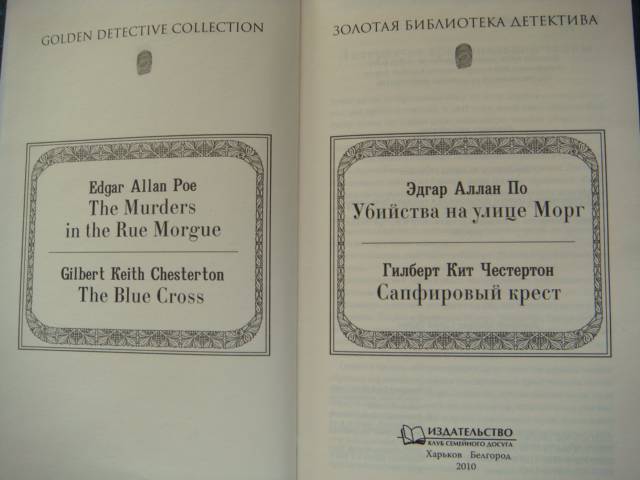 GOLDEN DETECTIVE COLLECTION
Edgar Allan Poe
The Murders
in the Rue Morgue
Gilbert Keith Chesterton
The Blue Cross
ЗОЛОТАЯ БИБЛИОТЕКА ДЕТЕКТИВА
Эдгар Аллан По
Убийства на улице Морг
Гилберт Кит Честертон
Сапфировый крест
ИЗДАТЕЛЬСТВО
КЛУБ СЕМЕЙНОГО ДОСУГА
Харьков Белгород
2010